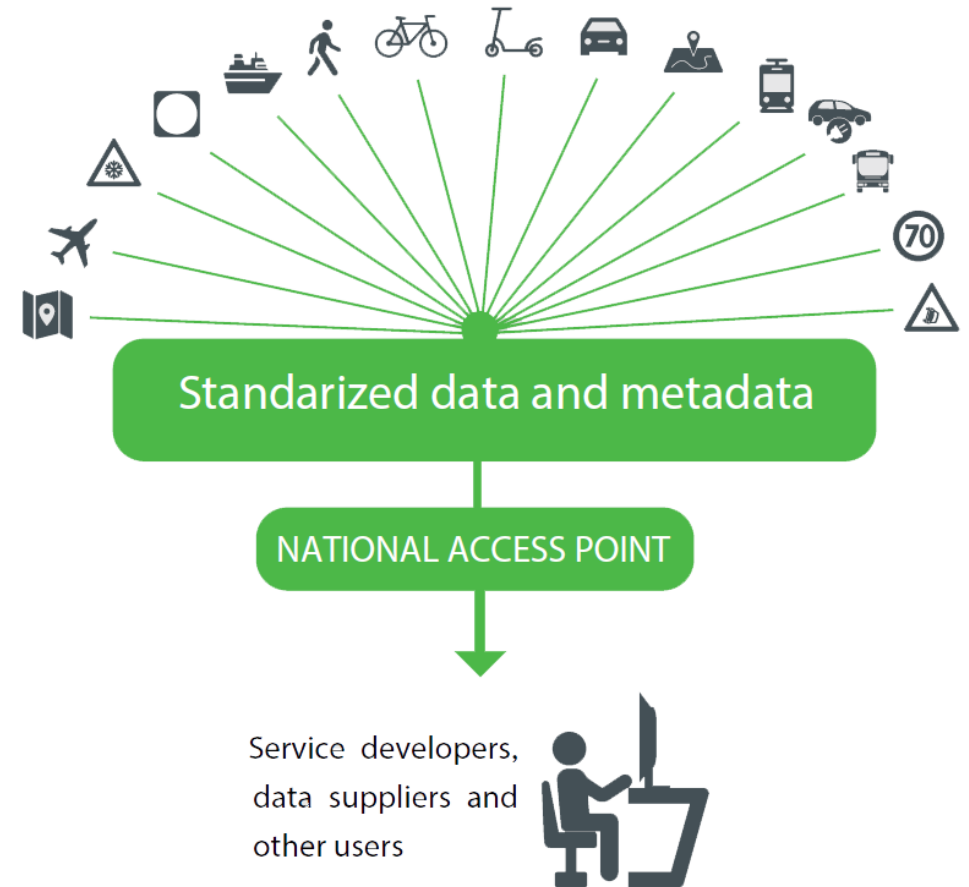 70
Standarized data and metadata
NATIONAL ACCESS POINT
Service developers,
data suppliers and
other users